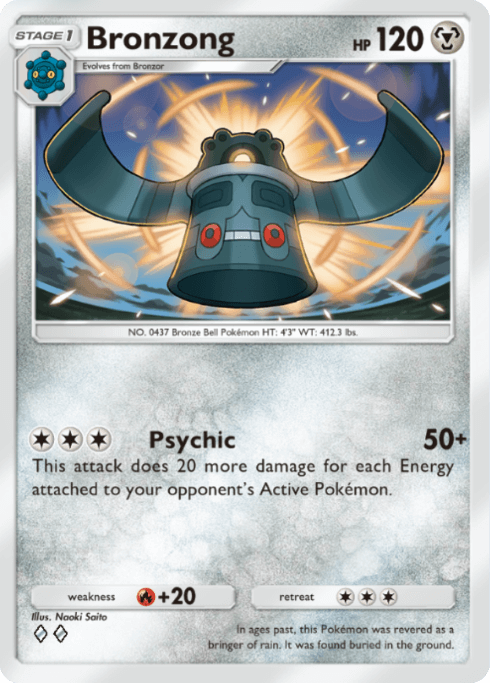 STAGE 1
Bronzong
HP 120
Evolves from Bronzor
NO. 0437 Bronze Bell Pokémon HT: 4'3" WT: 412.3 lbs.
Psychic 50+
This attack does 20 more damage for each Energy
attached to your opponent's Active Pokémon.
weakness +20 retreat
Illus. Naoki Saito
In ages past, this Pokémon was revered as a
bringer of rain. It was found buried in the ground.